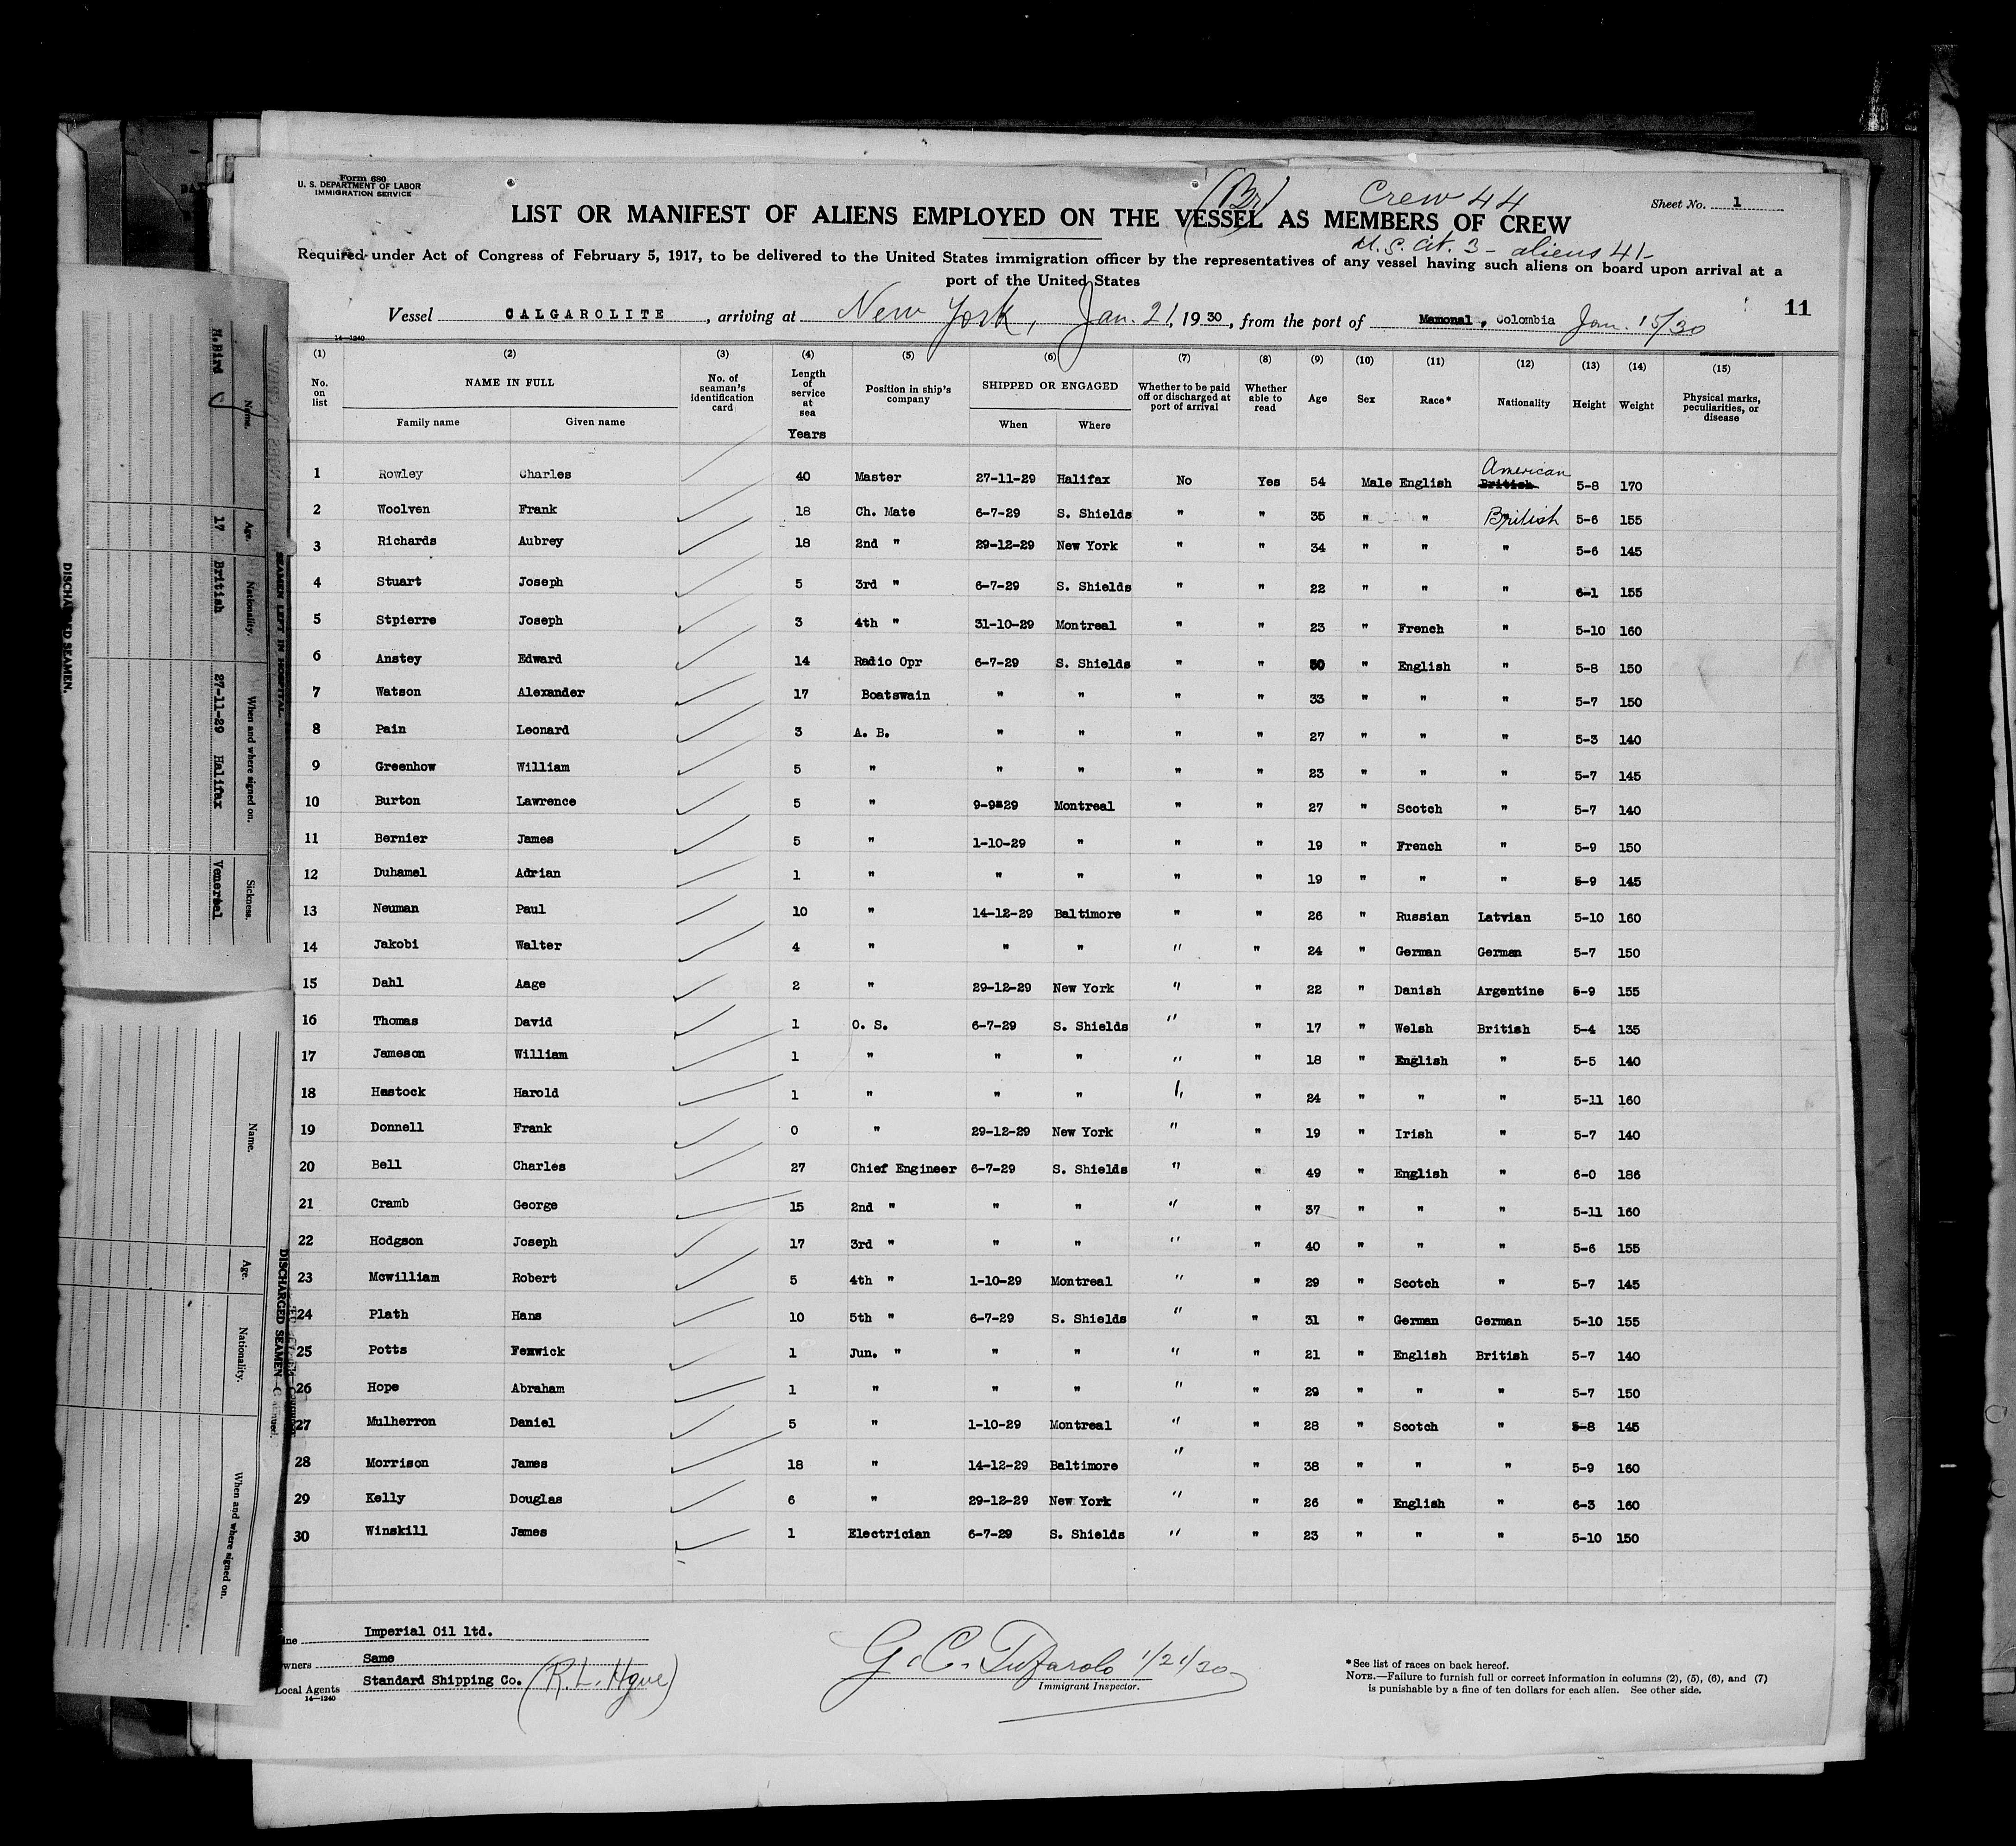 Form 680
U. S. DEPARTMENT OF LABOR
IMMIGRATION SERVICE
(Br)
Crew 44
Sheet No. 1
LIST OR MANIFEST OF ALIENS EMPLOYED ON THE VESSEL AS MEMBERS OF CREW
U.S. Cit. 3 - aliens 41-
Required under Act of Congress of February 5, 1917, to be delivered to the United States immigration officer by the representatives of any vessel having such aliens on board upon arrival at a
port of the United States
Vessel CALGAROLITE, arriving at New York, Jan. 21, 1930, from the port of Mamonal, Colombia Jan. 15/30
11
14—1240
(1) (2) (3) (4) (5) (6) (7) (8) (9) (10) (11) (12) (13) (14) (15)
No. on list NAME IN FULL Family name Given name No. of seaman's identification card Length of service at sea Years Position in ship's company SHIPPED OR ENGAGED When Where Whether to be paid off or discharged at port of arrival Whether able to read Age Sex Race* Nationality Height Weight Physical marks, peculiarities, or disease
1 Rowley Charles 40 Master 27-11-29 Halifax No Yes 54 Male English American British 5-8 170
2 Woolven Frank 18 Ch. Mate 6-7-29 S. Shields " " 35 " " British 5-6 155
3 Richards Aubrey 18 2nd " 29-12-29 New York " " 34 " " " 5-6 145
4 Stuart Joseph 5 3rd " 6-7-29 S. Shields " " 22 " " " 6-1 155
5 Stpierre Joseph 3 4th " 31-10-29 Montreal " " 23 " French " 5-10 160
6 Anstey Edward 14 Radio Opr 6-7-29 S. Shields " " 50 " English " 5-8 150
7 Watson Alexander 17 Boatswain " " " " 33 " " " 5-7 150
8 Pain Leonard 3 A. B. " " " " 27 " " " 5-3 140
9 Greenhow William 5 " " " " " 23 " " " 5-7 145
10 Burton Lawrence 5 " 9-9-29 Montreal " " 27 " Scotch " 5-7 140
11 Bernier James 5 " 1-10-29 " " " 19 " French " 5-9 150
12 Duhamel Adrian 1 " " " " " 19 " " " 5-9 145
13 Neuman Paul 10 " 14-12-29 Baltimore " " 26 " Russian Latvian 5-10 160
14 Jakobi Walter 4 " " " " " 24 " German German 5-7 150
15 Dahl Aage 2 " 29-12-29 New York " " 22 " Danish Argentine 5-9 155
16 Thomas David 1 O. S. 6-7-29 S. Shields " " 17 " Welsh British 5-4 135
17 Jameson William 1 " " " " " 18 " English " 5-5 140
18 Hastock Harold 1 " " " " " 24 " " " 5-11 160
19 Donnell Frank 0 " 29-12-29 New York " " 19 " Irish " 5-7 140
20 Bell Charles 27 Chief Engineer 6-7-29 S. Shields " " 49 " English " 6-0 186
21 Cramb George 15 2nd " " " " " 37 " " " 5-11 160
22 Hodgson Joseph 17 3rd " " " " " 40 " " " 5-6 155
23 Mcwilliam Robert 5 4th " 1-10-29 Montreal " " 29 " Scotch " 5-7 145
24 Plath Hans 10 5th " 6-7-29 S. Shields " " 31 " German German 5-10 155
25 Potts Fenwick 1 Jun. " " " " " 21 " English British 5-7 140
26 Hope Abraham 1 " " " " " 29 " " " 5-7 150
27 Mulherron Daniel 5 " 1-10-29 Montreal " " 28 " Scotch " 5-8 145
28 Morrison James 18 " 14-12-29 Baltimore " " 38 " " " 5-9 160
29 Kelly Douglas 6 " 29-12-29 New York " " 26 " English " 6-3 160
30 Winskill James 1 Electrician 6-7-29 S. Shields " " 23 " " " 5-10 150
Imperial Oil ltd.
Same
Local Agents Standard Shipping Co.
14—1240
1/21/30
Immigrant Inspector.
*See list of races on back hereof.
NOTE.—Failure to furnish full or correct information in columns (2), (5), (6), and (7)
is punishable by a fine of ten dollars for each alien. See other side.
DISCHARGED SEAMEN.
SEAMEN LEFT IN HOSPITAL
Name. Age. Nationality. When and where signed on. Sickness.
H.Bird 17 British 27-11-29 Halifax Venereal
DISCHARGED SEAMEN
Name. Age. Nationality. When and where signed on.